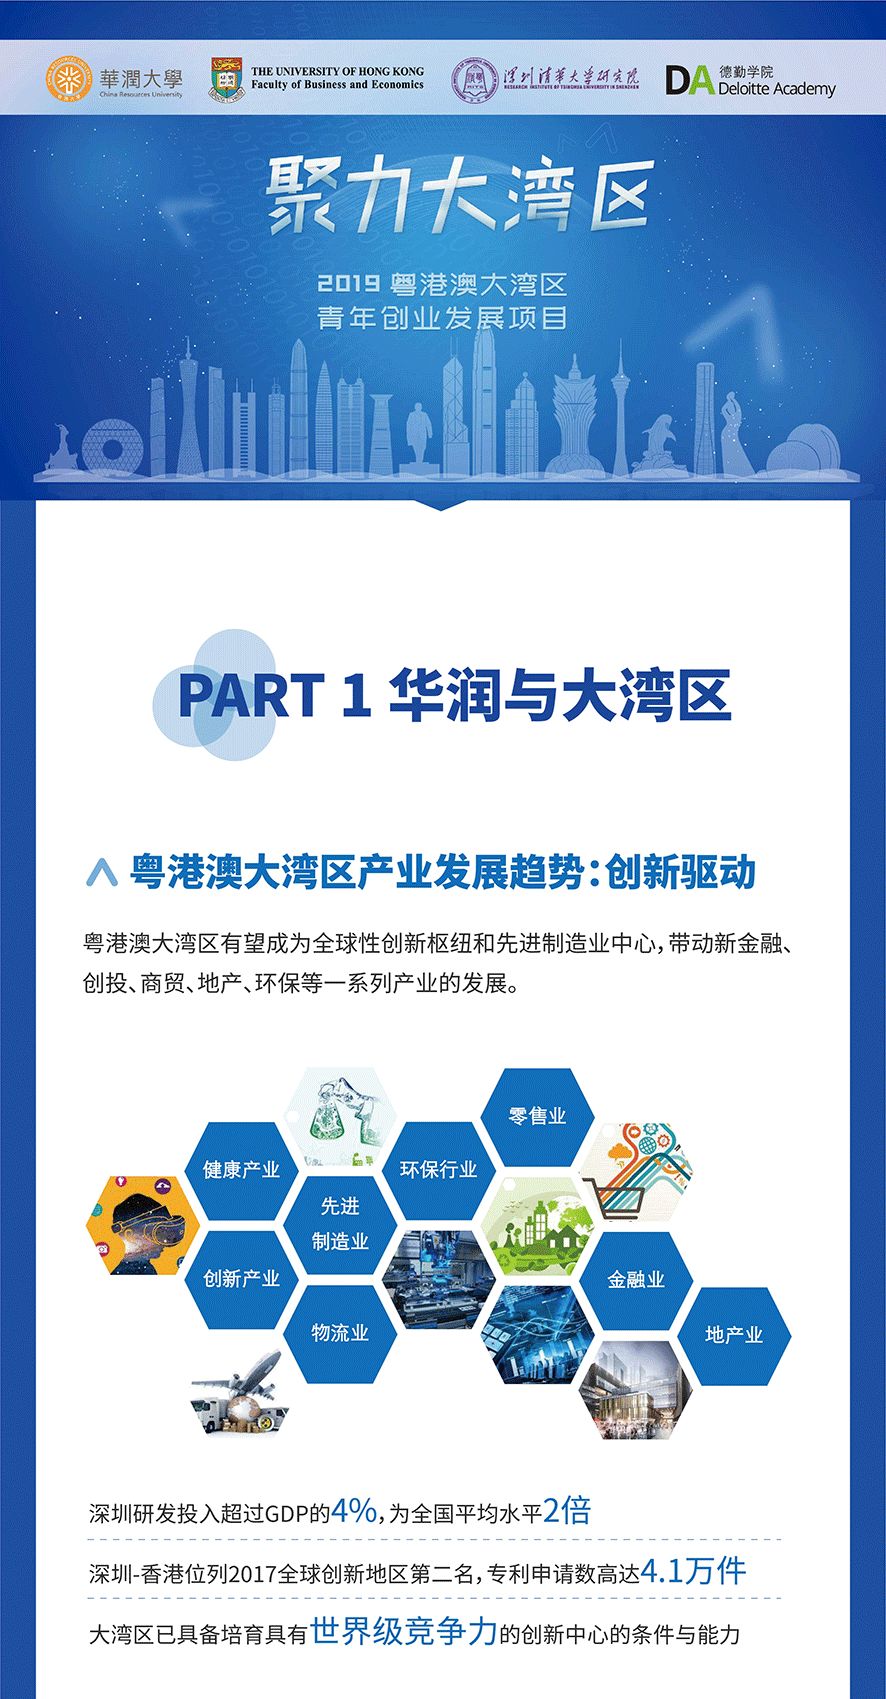 華潤大學
China Resources University
THE UNIVERSITY OF HONG KONG
Faculty of Business and Economics
深圳清華大学研究院
RESEARCH INSTITUTE OF TSINGHUA UNIVERSITY IN SHENZHEN
DA 德勤学院
Deloitte Academy
聚力大湾区
2019 粤港澳大湾区
青年创业发展项目
PART 1 华润与大湾区
粤港澳大湾区产业发展趋势：创新驱动
粤港澳大湾区有望成为全球性创新枢纽和先进制造业中心，带动新金融、
创投、商贸、地产、环保等一系列产业的发展。
零售业
健康产业
环保行业
先进
制造业
创新产业
金融业
物流业
地产业
深圳研发投入超过GDP的4%，为全国平均水平2倍
深圳-香港位列2017全球创新地区第二名，专利申请数高达4.1万件
大湾区已具备培育具有世界级竞争力的创新中心的条件与能力